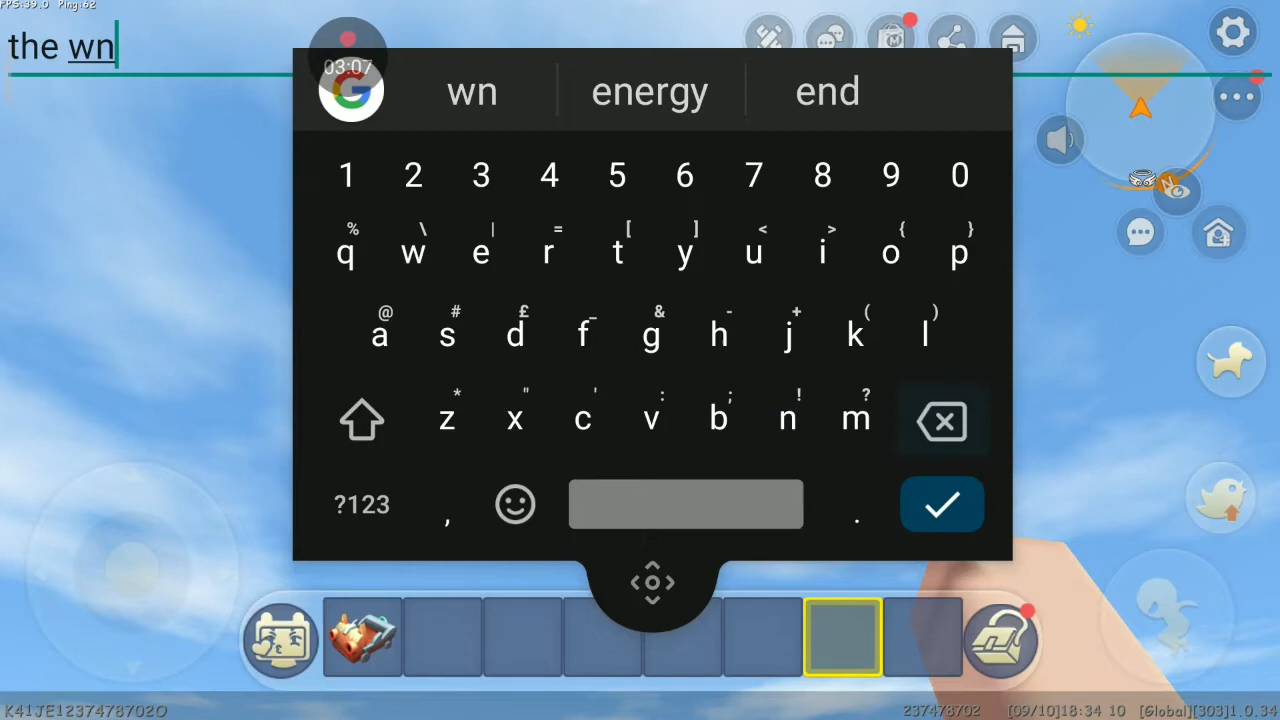 FPS:39.0 Ping:62
the wn
03:07
wn energy end
1 2 3 4 5 6 7 8 9 0
% \ | = [ ] < > { }
q w e r t y u i o p
@ # £ _ & - + ( )
a s d f g h j k l
* " ' : ; ! ?
z x c v b n m
?123 , .
N
K41JE1237478702O 237478702 [09/10]18:34 10 [Global][303]1.0.34